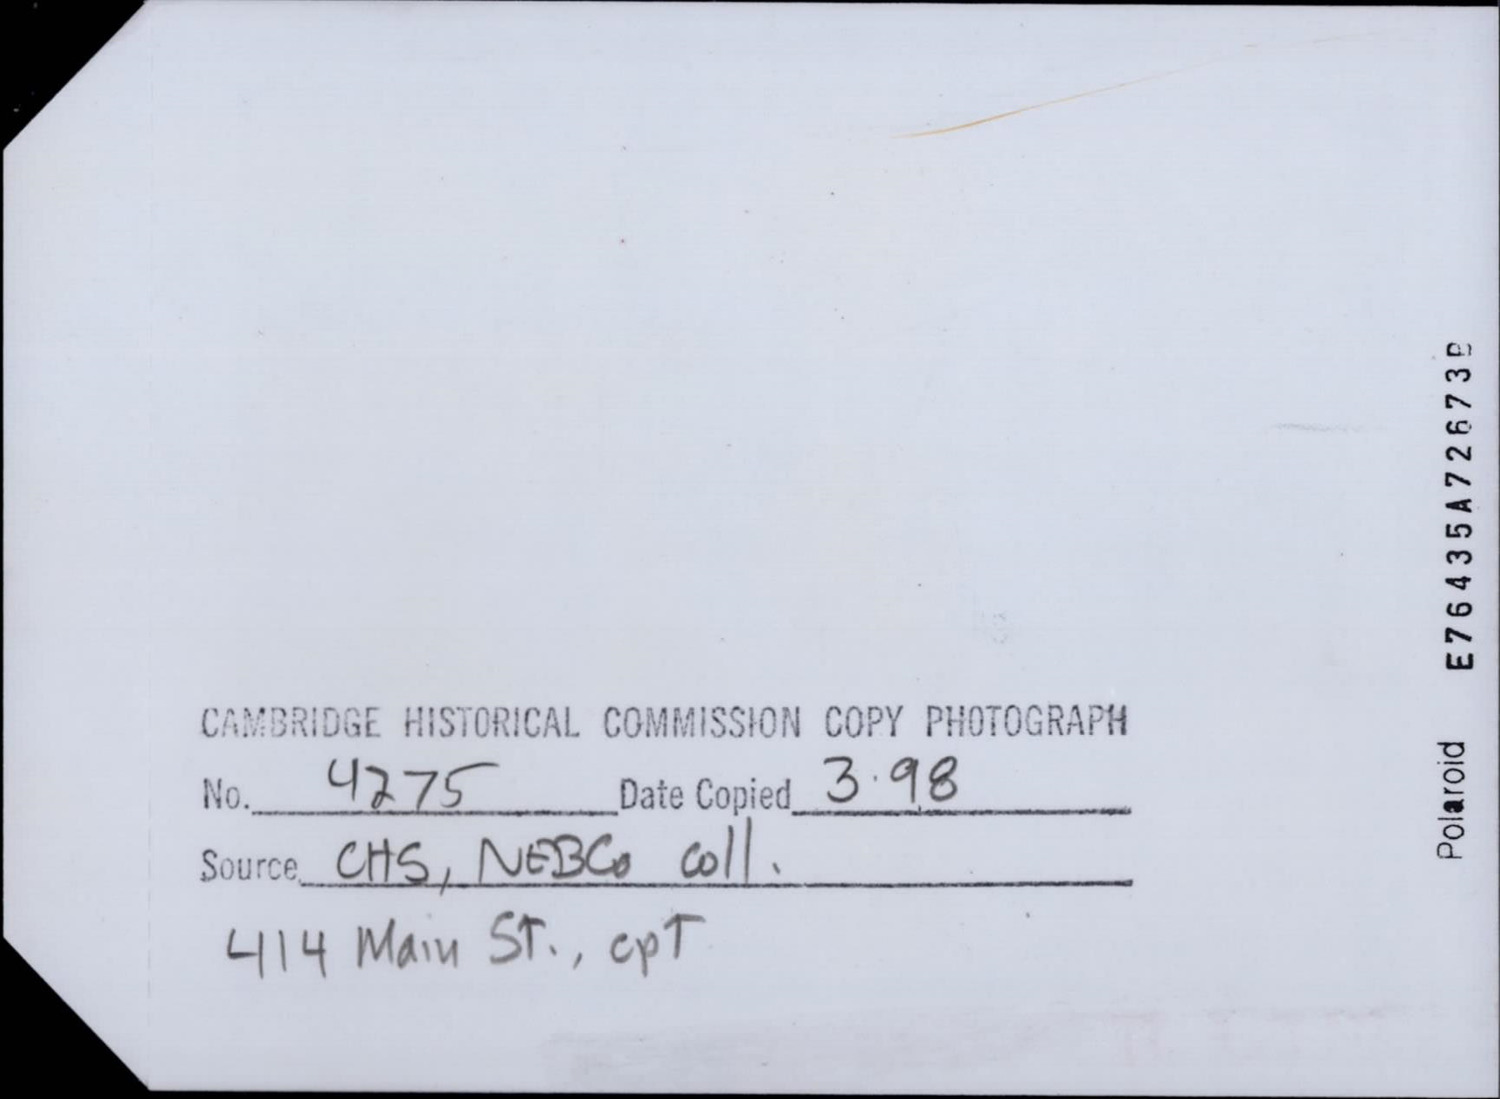 CAMBRIDGE HISTORICAL COMMISSION COPY PHOTOGRAPH
No. 4275 Date Copied 3.98
Source CHS, NEBCo coll.
414 Main St., cpt
Polaroid E76435A72673B